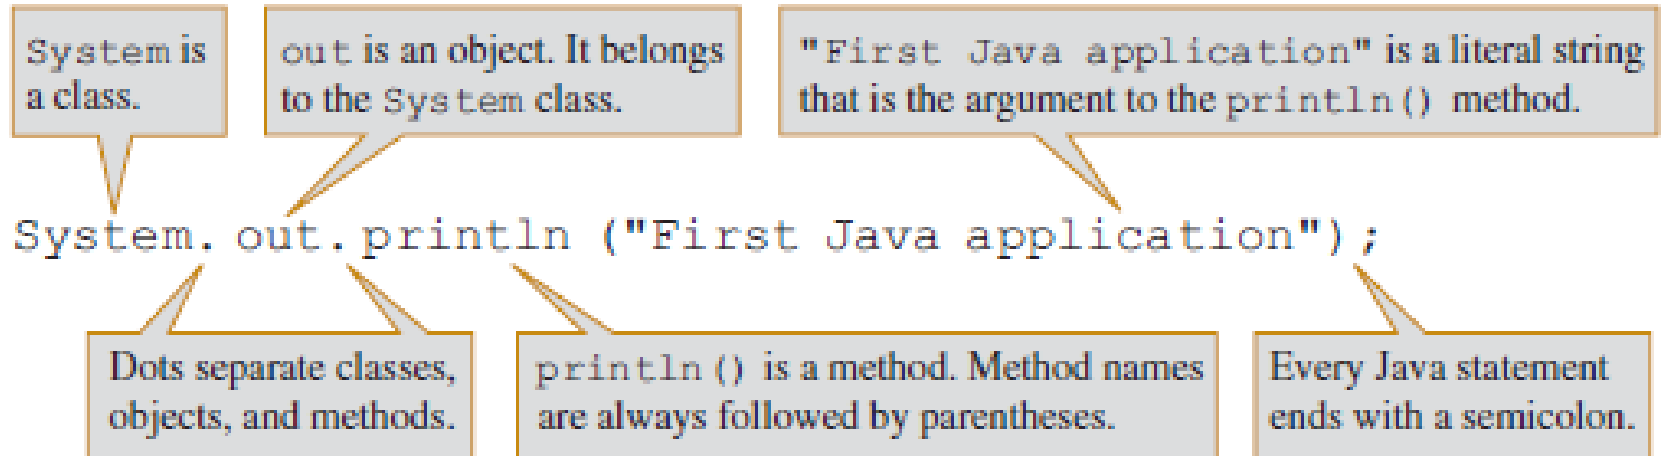 System is
a class.
out is an object. It belongs
to the System class.
"First Java application" is a literal string
that is the argument to the println() method.
System. out. println ("First Java application");
Dots separate classes,
objects, and methods.
println() is a method. Method names
are always followed by parentheses.
Every Java statement
ends with a semicolon.